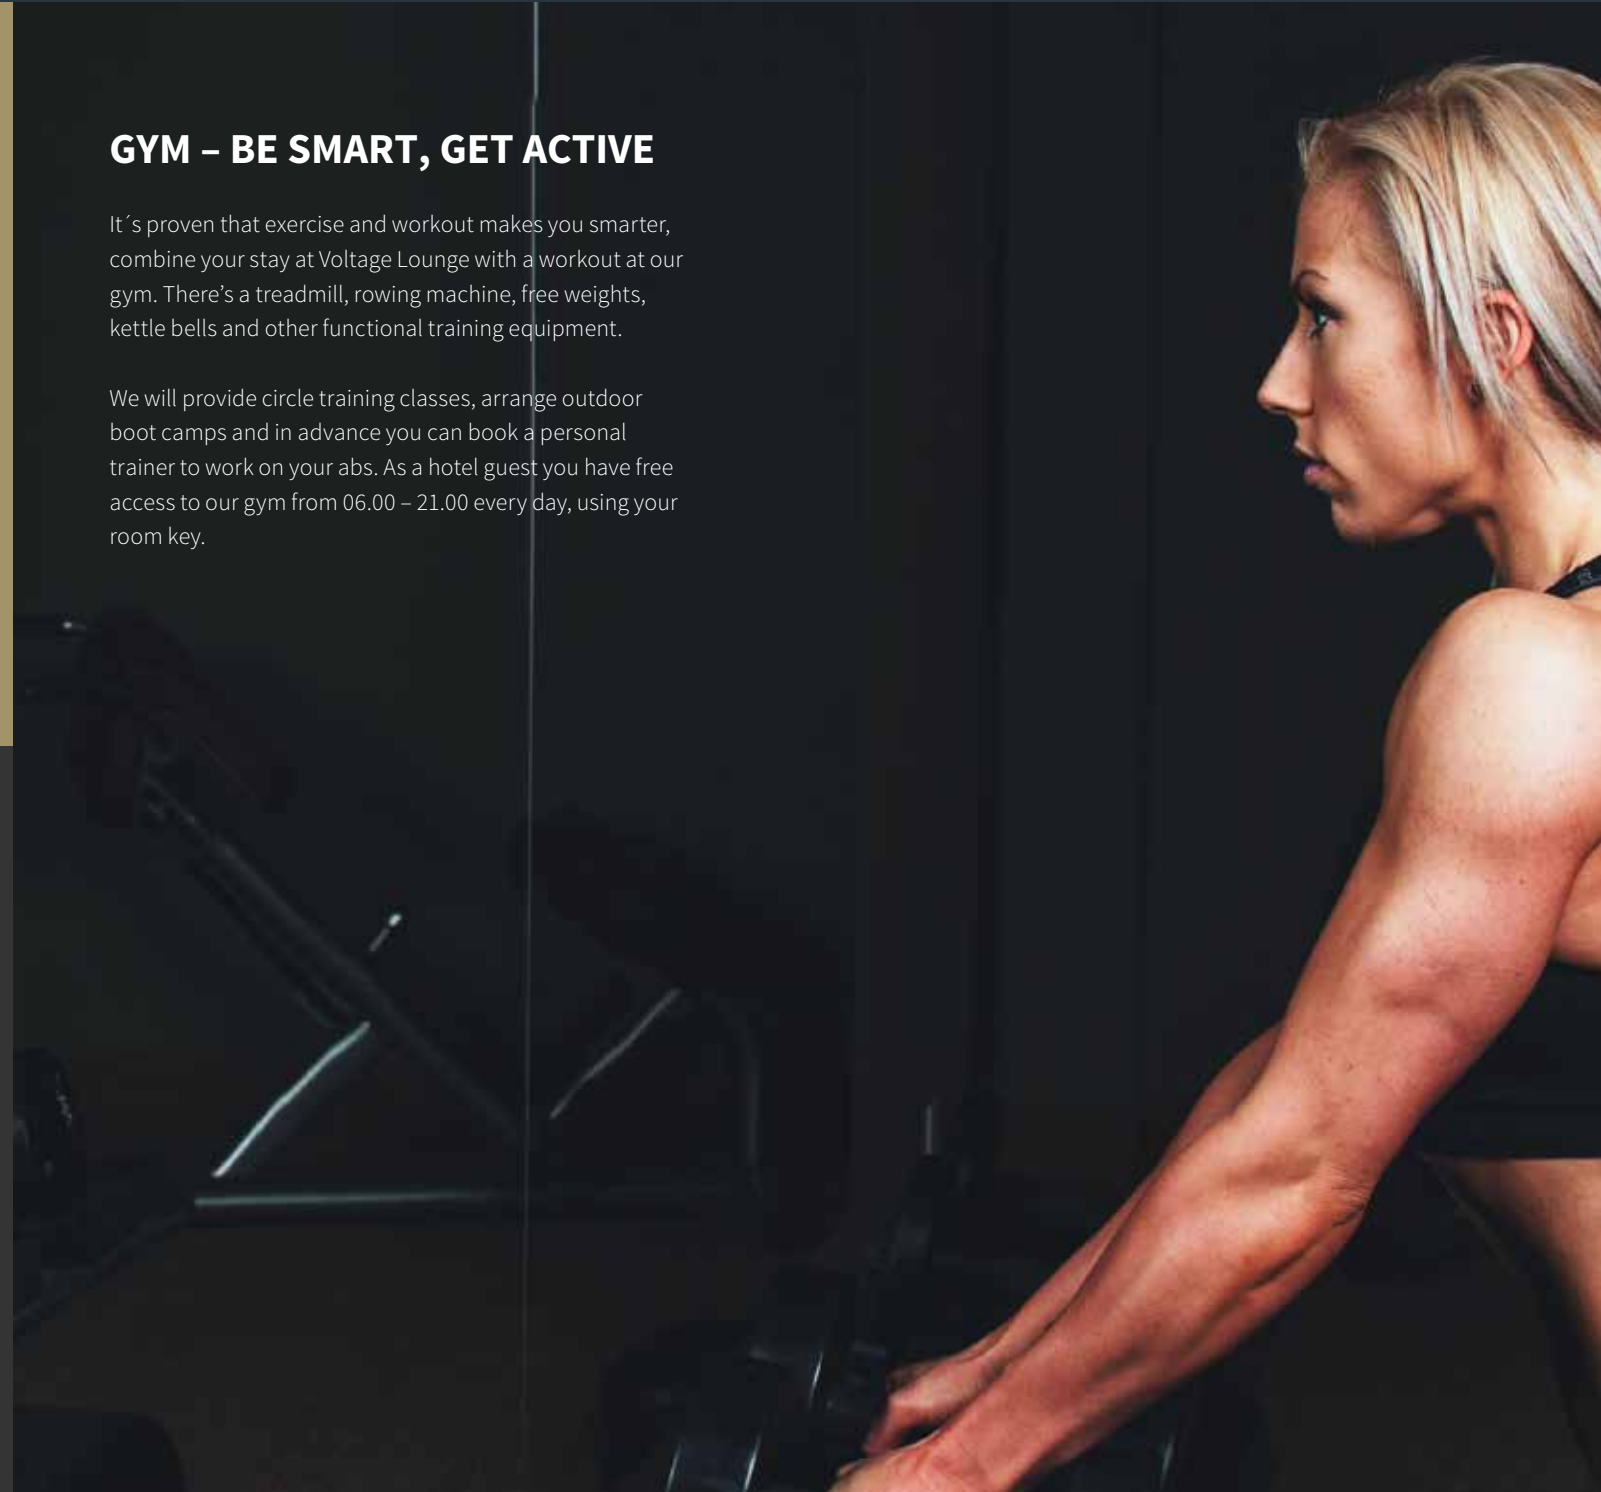 GYM – BE SMART, GET ACTIVE
It´s proven that exercise and workout makes you smarter,
combine your stay at Voltage Lounge with a workout at our
gym. There’s a treadmill, rowing machine, free weights,
kettle bells and other functional training equipment.
We will provide circle training classes, arrange outdoor
boot camps and in advance you can book a personal
trainer to work on your abs. As a hotel guest you have free
access to our gym from 06.00 – 21.00 every day, using your
room key.